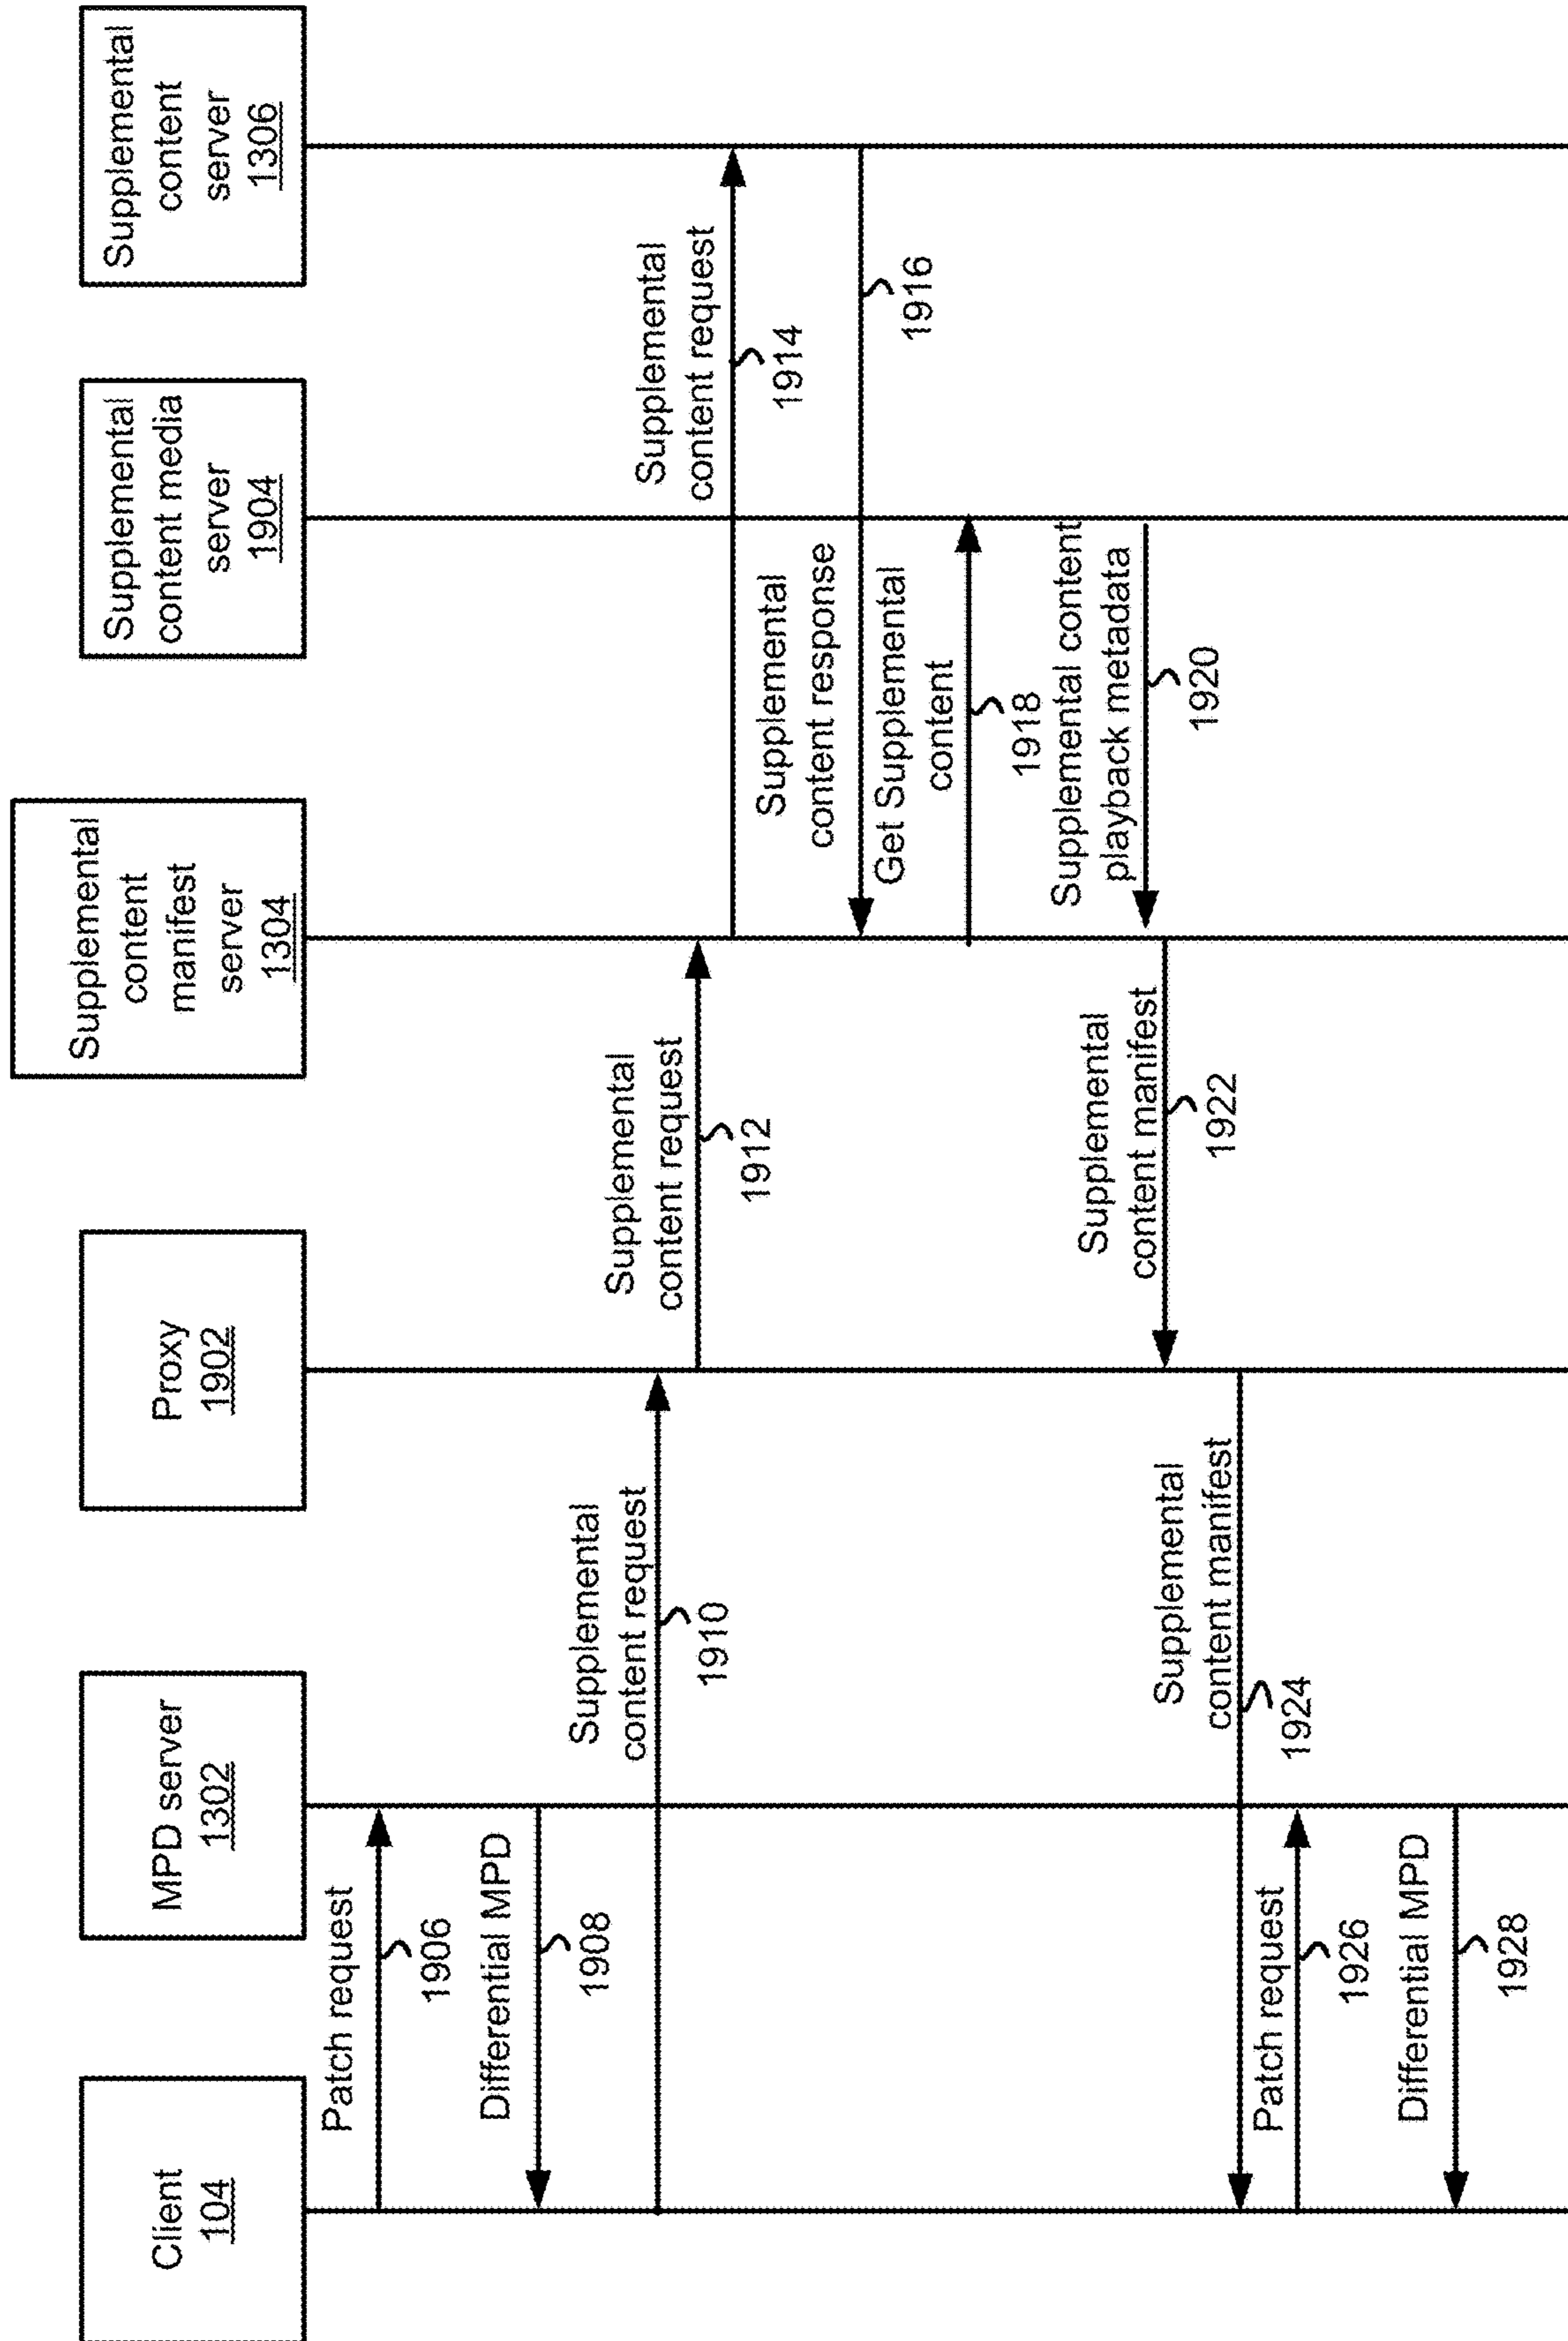 Client
104
MPD server
1302
Proxy
1902
Supplemental
content
manifest
server
1304
Supplemental
content media
server
1904
Supplemental
content
server
1306
Patch request
1906
Differential MPD
1908
Supplemental
content request
1910
Supplemental
content request
1912
Supplemental
content request
1914
Supplemental
content response
1916
Get Supplemental
content
1918
Supplemental content
playback metadata
1920
Supplemental
content manifest
1922
Supplemental
content manifest
1924
Patch request
1926
Differential MPD
1928